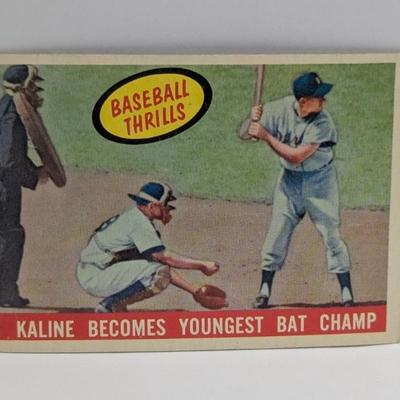 BASEBALL
THRILLS
KALINE BECOMES YOUNGEST BAT CHAMP